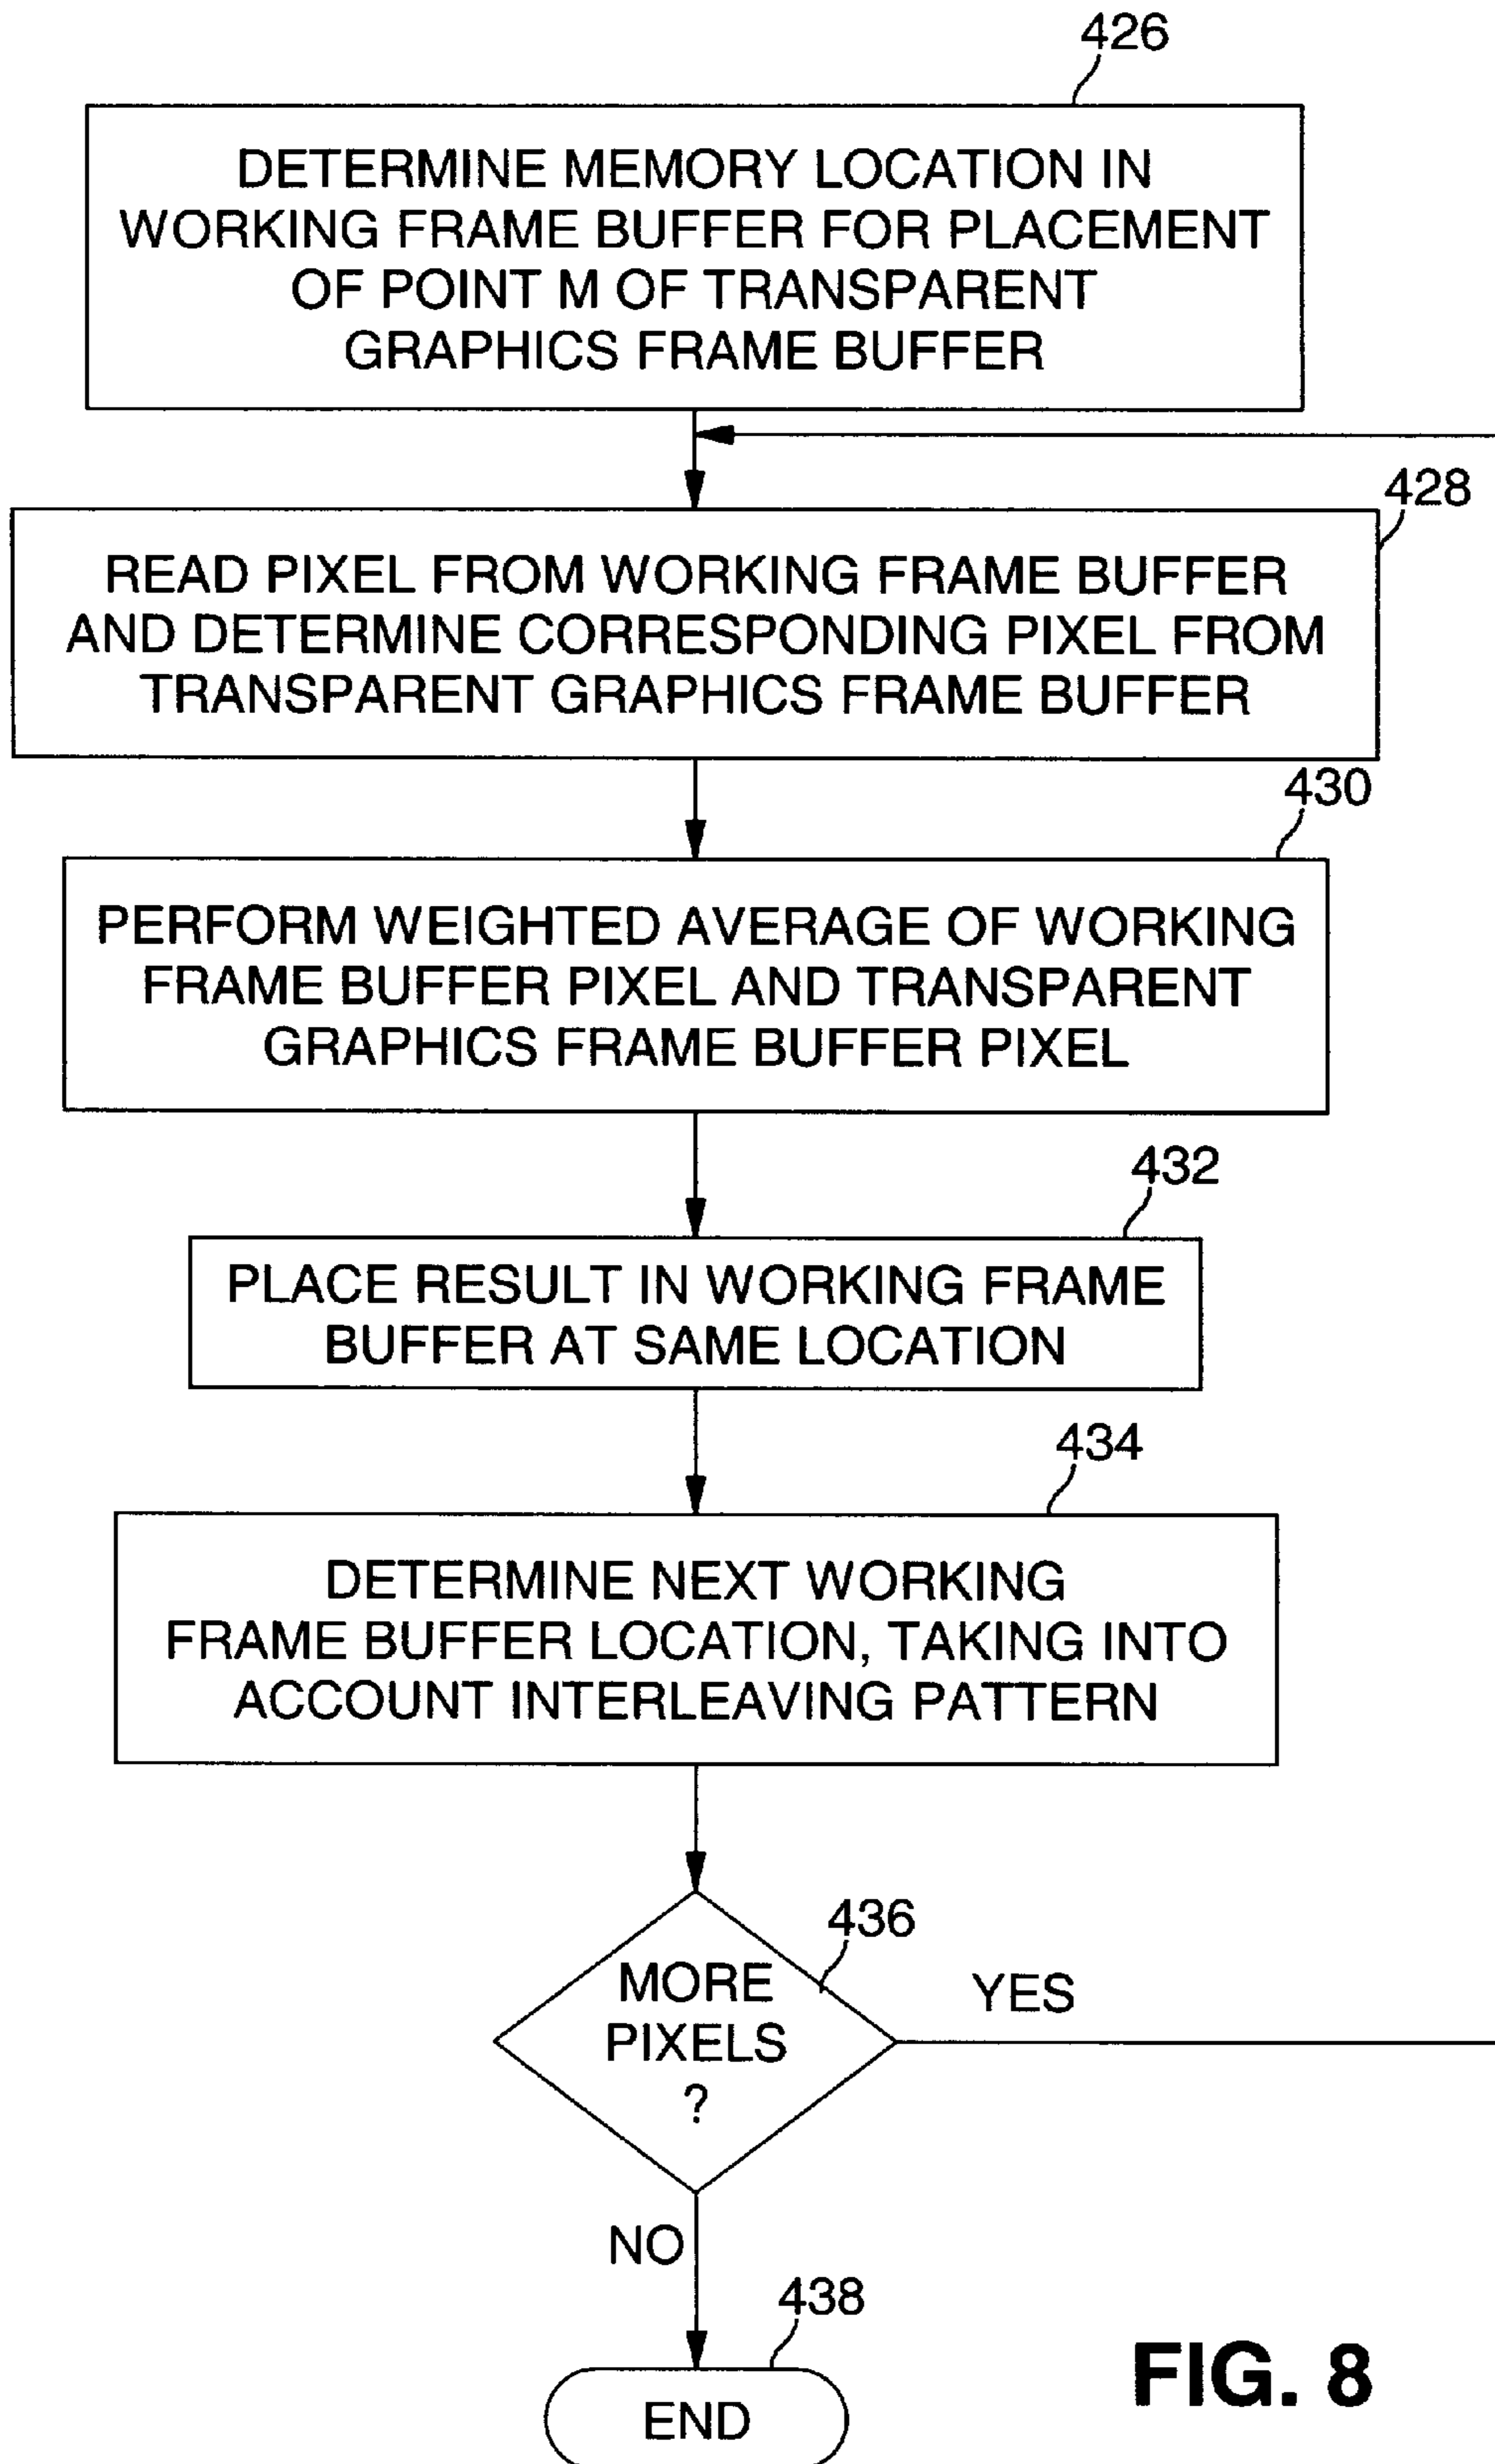 426
DETERMINE MEMORY LOCATION IN
WORKING FRAME BUFFER FOR PLACEMENT
OF POINT M OF TRANSPARENT
GRAPHICS FRAME BUFFER
428
READ PIXEL FROM WORKING FRAME BUFFER
AND DETERMINE CORRESPONDING PIXEL FROM
TRANSPARENT GRAPHICS FRAME BUFFER
430
PERFORM WEIGHTED AVERAGE OF WORKING
FRAME BUFFER PIXEL AND TRANSPARENT
GRAPHICS FRAME BUFFER PIXEL
432
PLACE RESULT IN WORKING FRAME
BUFFER AT SAME LOCATION
434
DETERMINE NEXT WORKING
FRAME BUFFER LOCATION, TAKING INTO
ACCOUNT INTERLEAVING PATTERN
436
MORE
PIXELS
?
YES
NO
438
END
FIG. 8